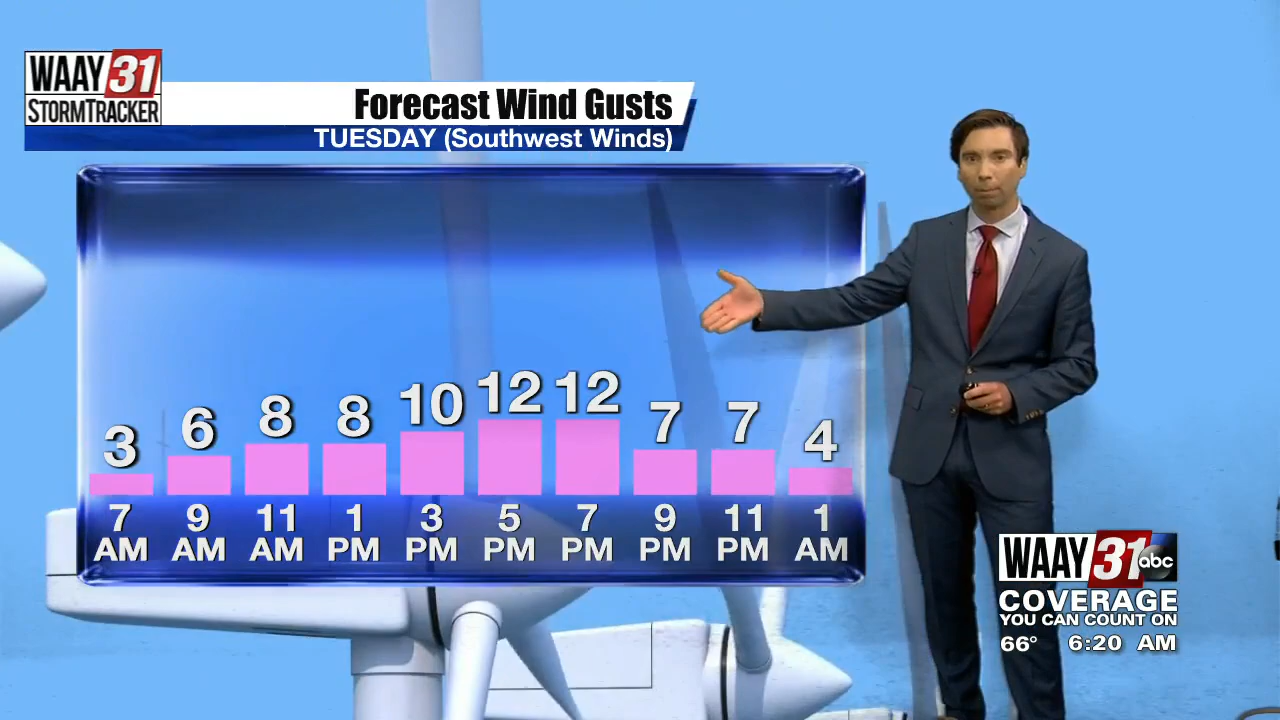 WAAY 31
STORMTRACKER
Forecast Wind Gusts
TUESDAY (Southwest Winds)
3 6 8 8 10 12 12 7 7 4
7 9 11 1 3 5 7 9 11 1
AM AM AM PM PM PM PM PM PM AM
WAAY 31 abc
COVERAGE
YOU CAN COUNT ON
66° 6:20 AM